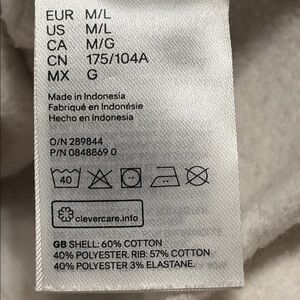 EUR M/L
US M/L
CA M/G
CN 175/104A
MX G
Made in Indonesia
Fabriqué en Indonésie
Hecho en Indonesia
O/N 289844
P/N 0848869 0
40
clevercare.info
GB SHELL: 60% COTTON
40% POLYESTER. RIB: 57% COTTON
40% POLYESTER 3% ELASTANE.